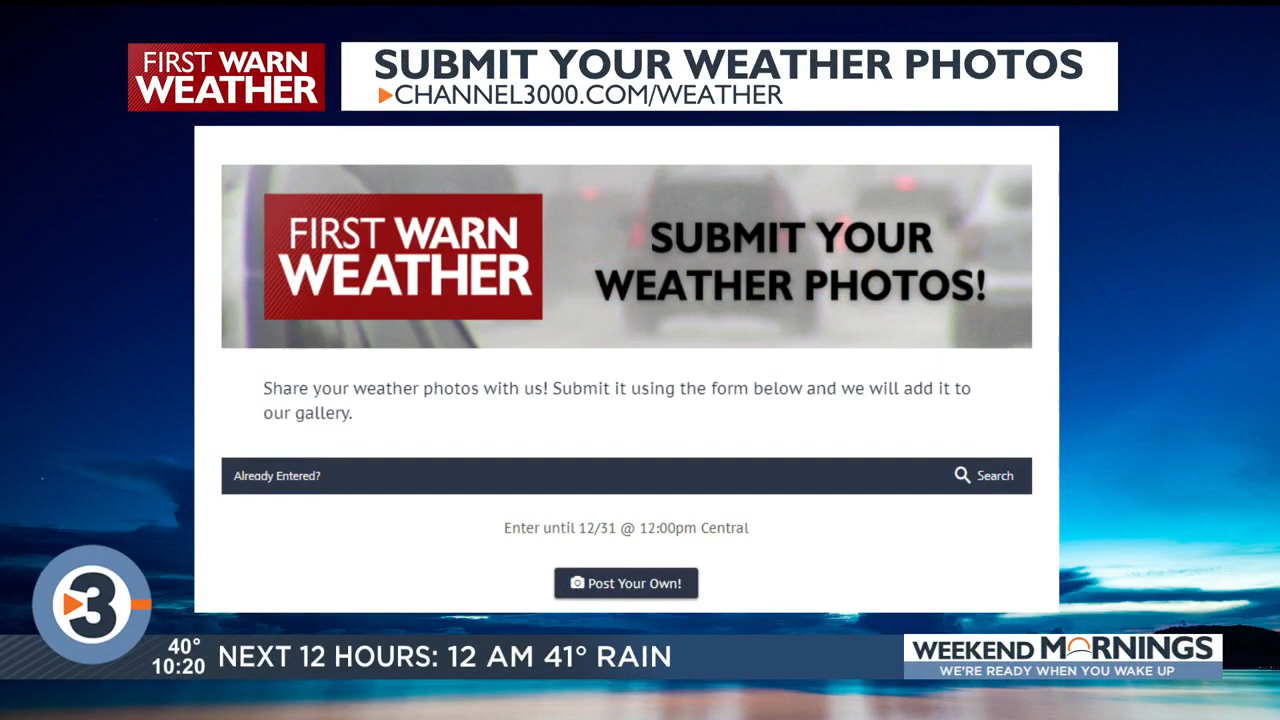 FIRST WARN
WEATHER
SUBMIT YOUR WEATHER PHOTOS
CHANNEL3000.COM/WEATHER
FIRST WARN
WEATHER
SUBMIT YOUR
WEATHER PHOTOS!
Share your weather photos with us! Submit it using the form below and we will add it to
our gallery.
Already Entered?
Search
Enter until 12/31 @ 12:00pm Central
Post Your Own!
3
40°
10:20
NEXT 12 HOURS: 12 AM 41° RAIN
WEEKEND MORNINGS
WE'RE READY WHEN YOU WAKE UP